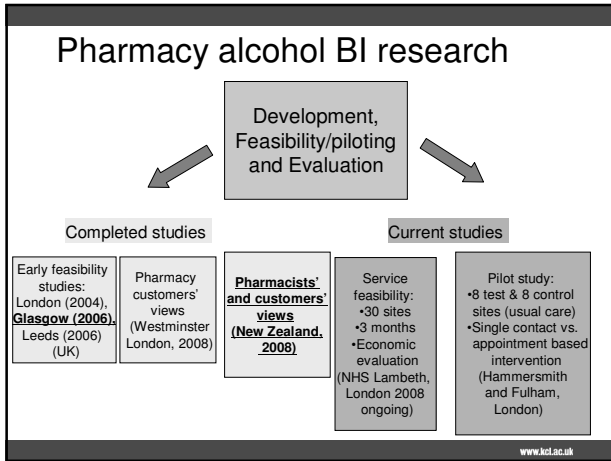 Pharmacy alcohol BI research
Development,
Feasibility/piloting
and Evaluation
Completed studies
Current studies
Early feasibility
studies:
London (2004),
Glasgow (2006),
Leeds (2006)
(UK)
Pharmacy
customers'
views
(Westminster
London, 2008)
Pharmacists'
and customers'
views
(New Zealand,
2008)
Service
feasibility:
•30 sites
•3 months
•Economic
evaluation
(NHS Lambeth,
London 2008
ongoing)
Pilot study:
•8 test & 8 control
sites (usual care)
•Single contact vs.
appointment based
intervention
(Hammersmith
and Fulham,
London)
www.kcl.ac.uk